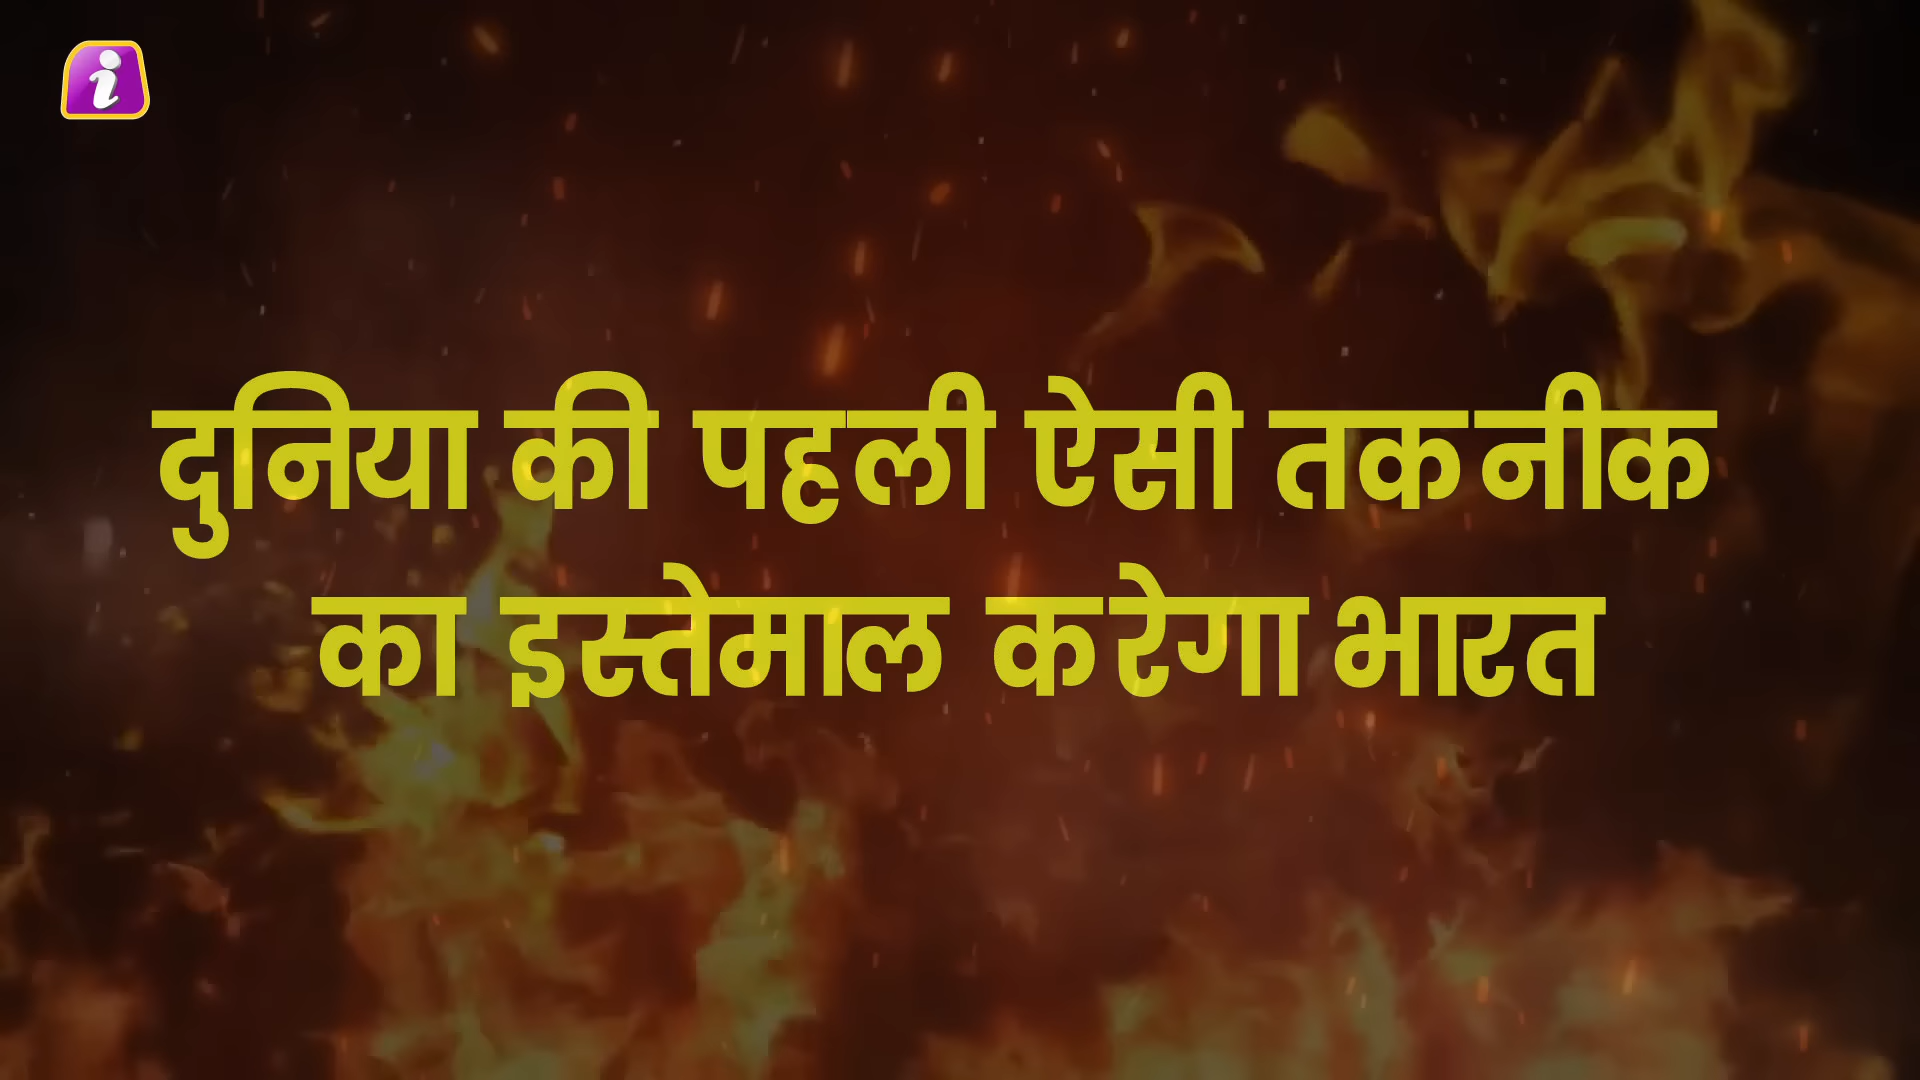 i
दुनिया की पहली ऐसी तकनीक
का इस्तेमाल करेगा भारत